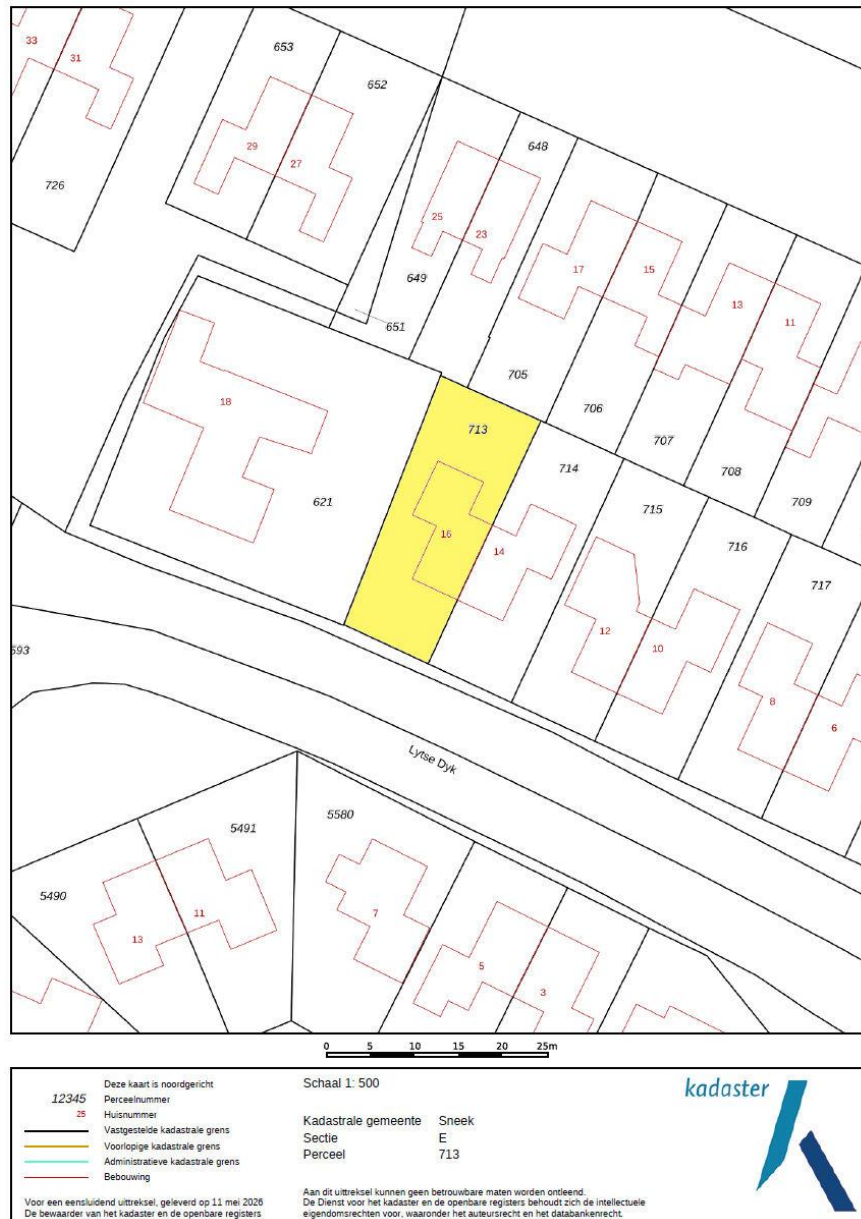 33
31
653
652
29
27
726
648
25
23
649
651
17
15
13
11
705
706
707
708
709
18
621
713
16
714
14
715
12
10
716
717
8
6
593
Lytse Dyk
5490
5491
5580
13
11
7
5
3
0 5 10 15 20 25m
Deze kaart is noordgericht
12345 Perceelnummer
25 Huisnummer
Vastgestelde kadastrale grens
Voorlopige kadastrale grens
Administratieve kadastrale grens
Bebouwing
Voor een eensluidend uittreksel, geleverd op 11 mei 2026
De bewaarder van het kadaster en de openbare registers
Schaal 1: 500
Kadastrale gemeente Sneek
Sectie E
Perceel 713
Aan dit uittreksel kunnen geen betrouwbare maten worden ontleend.
De Dienst voor het kadaster en de openbare registers behoudt zich de intellectuele
eigendomsrechten voor, waaronder het auteursrecht en het databankenrecht.
kadaster